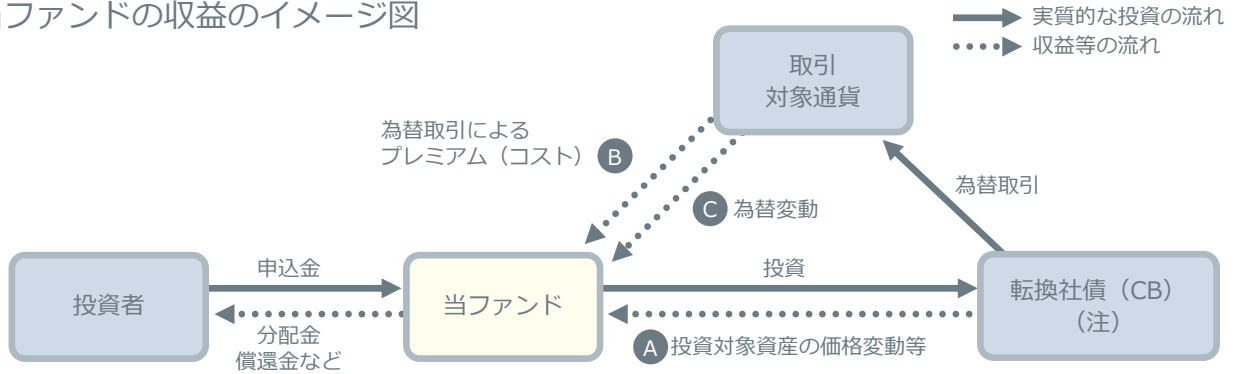 ファンドの収益のイメージ図
実質的な投資の流れ
収益等の流れ
取引
対象通貨
為替取引による
プレミアム（コスト） B
為替取引
C 為替変動
投資者
申込金
分配金
償還金など
当ファンド
投資
A 投資対象資産の価格変動等
転換社債（CB）
（注）